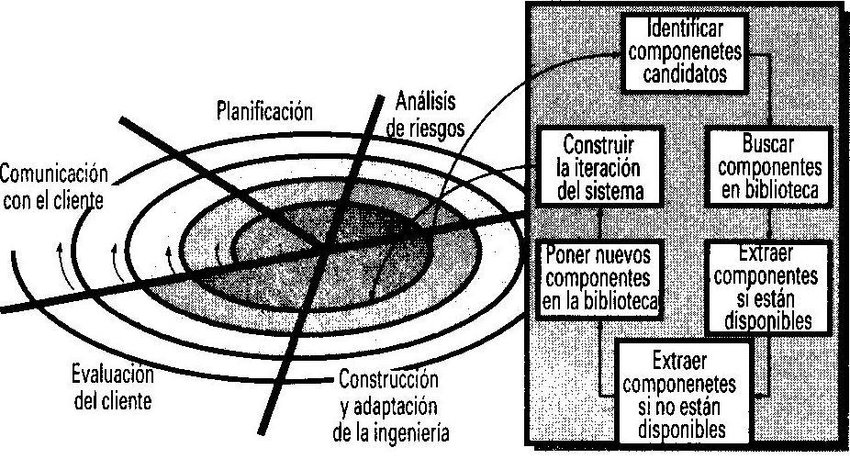 Planificación
Análisis
de riesgos
Comunicación
con el cliente
Evaluación
del cliente
Construcción
y adaptación
de la ingeniería
Identificar
componenetes
candidatos
Buscar
componentes
en biblioteca
Extraer
componentes
si están
disponibles
Extraer
componenetes
si no están
disponibles
Poner nuevos
componentes
en la biblioteca
Construir
la iteración
del sistema